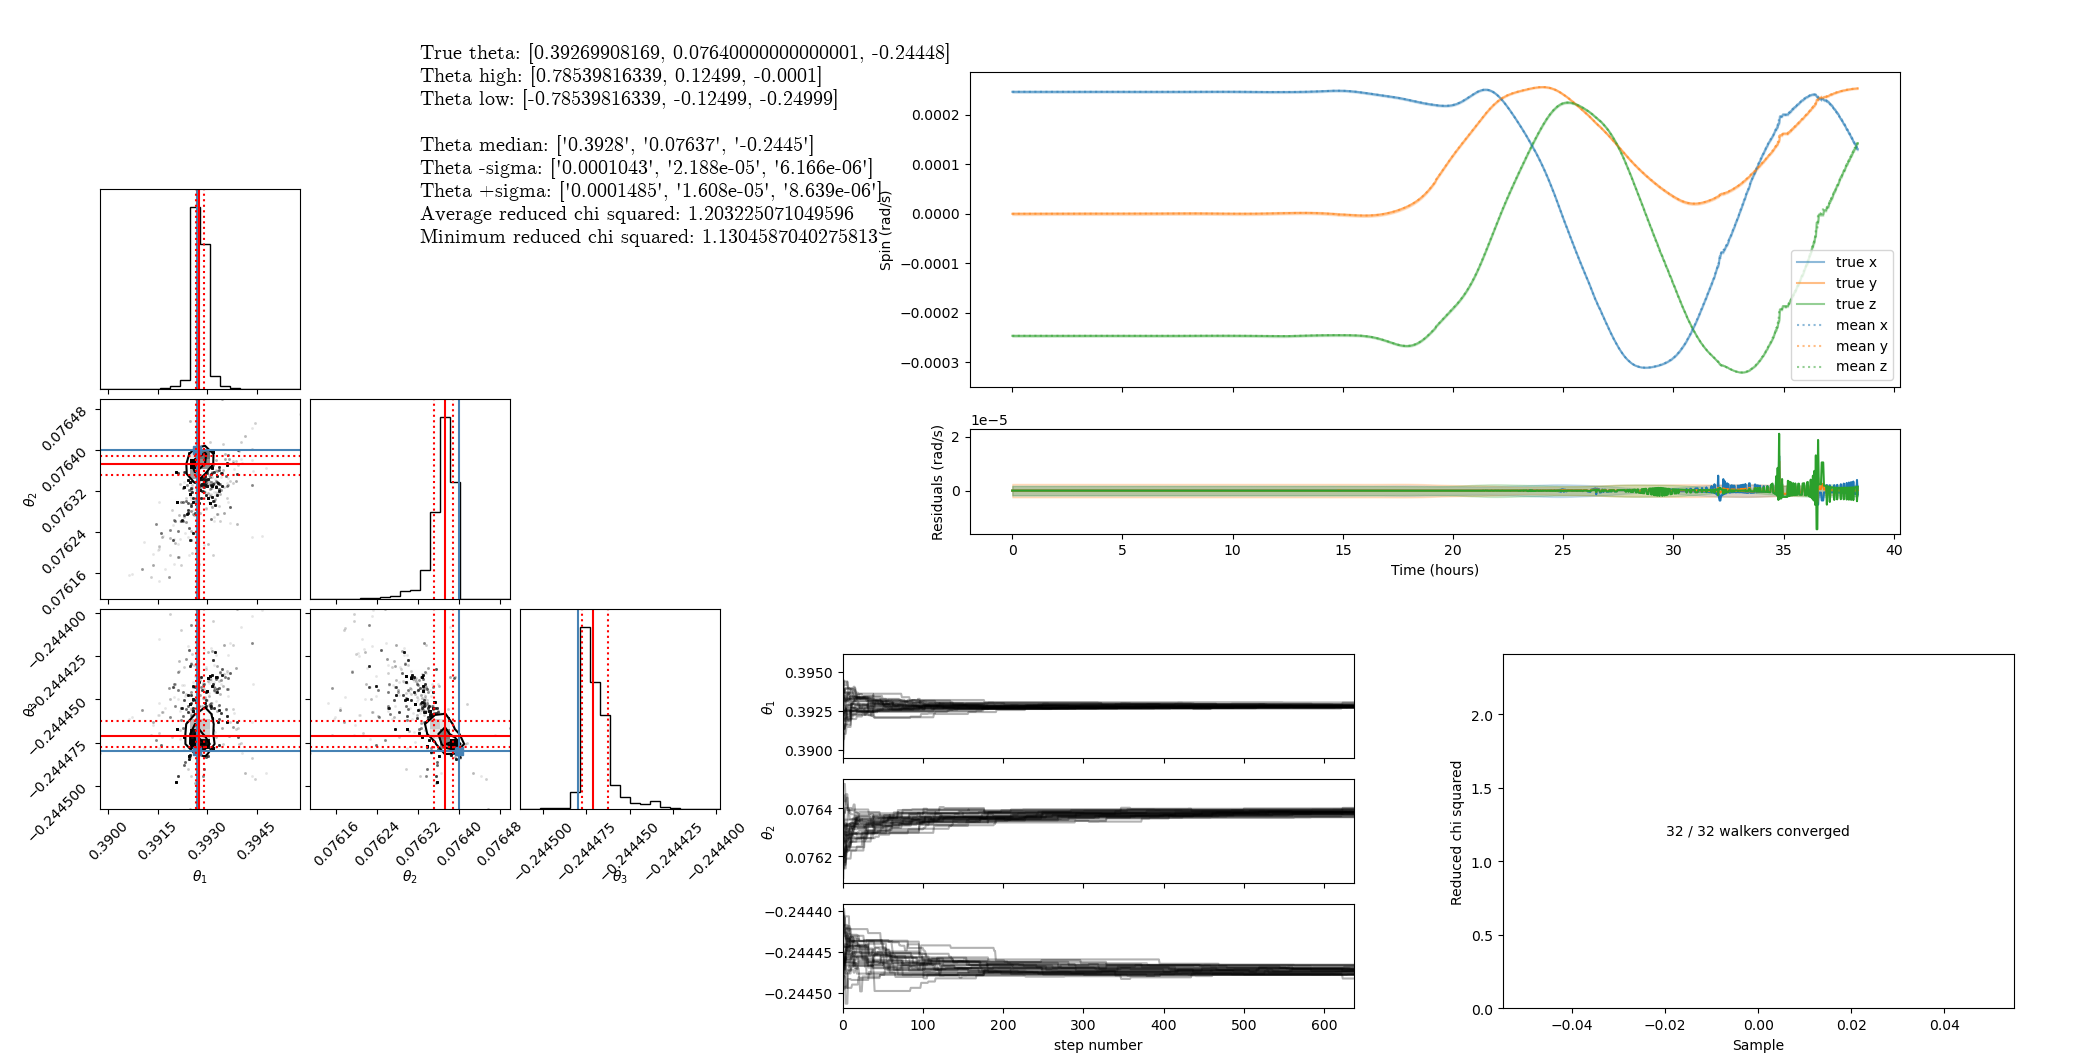 True theta: [0.39269908169, 0.07640000000000001, -0.24448]
Theta high: [0.78539816339, 0.12499, -0.0001]
Theta low: [-0.78539816339, -0.12499, -0.24999]
Theta median: ['0.3928', '0.07637', '-0.2445']
Theta -sigma: ['0.0001043', '2.188e-05', '6.166e-06']
Theta +sigma: ['0.0001485', '1.608e-05', '8.639e-06']
Average reduced chi squared: 1.203225071049596
Minimum reduced chi squared: 1.1304587040275813
0.07648
0.07640
0.07632
0.07624
0.07616
θ2
−0.244400
−0.244425
−0.244450
−0.244475
−0.244500
θ3
0.3900 0.3915 0.3930 0.3945
θ1
0.07616 0.07624 0.07632 0.07640 0.07648
θ2
−0.244500 −0.244475 −0.244450 −0.244425 −0.244400
θ3
0.0002
0.0001
0.0000
−0.0001
−0.0002
−0.0003
Spin (rad/s)
true x
true y
true z
mean x
mean y
mean z
1e−5
2
0
Residuals (rad/s)
0 5 10 15 20 25 30 35 40
Time (hours)
0.3950
0.3925
0.3900
θ1
0.0764
0.0762
θ2
−0.24440
−0.24445
−0.24450
0 100 200 300 400 500 600
step number
2.0
1.5
1.0
0.5
0.0
Reduced chi squared
32 / 32 walkers converged
−0.04 −0.02 0.00 0.02 0.04
Sample